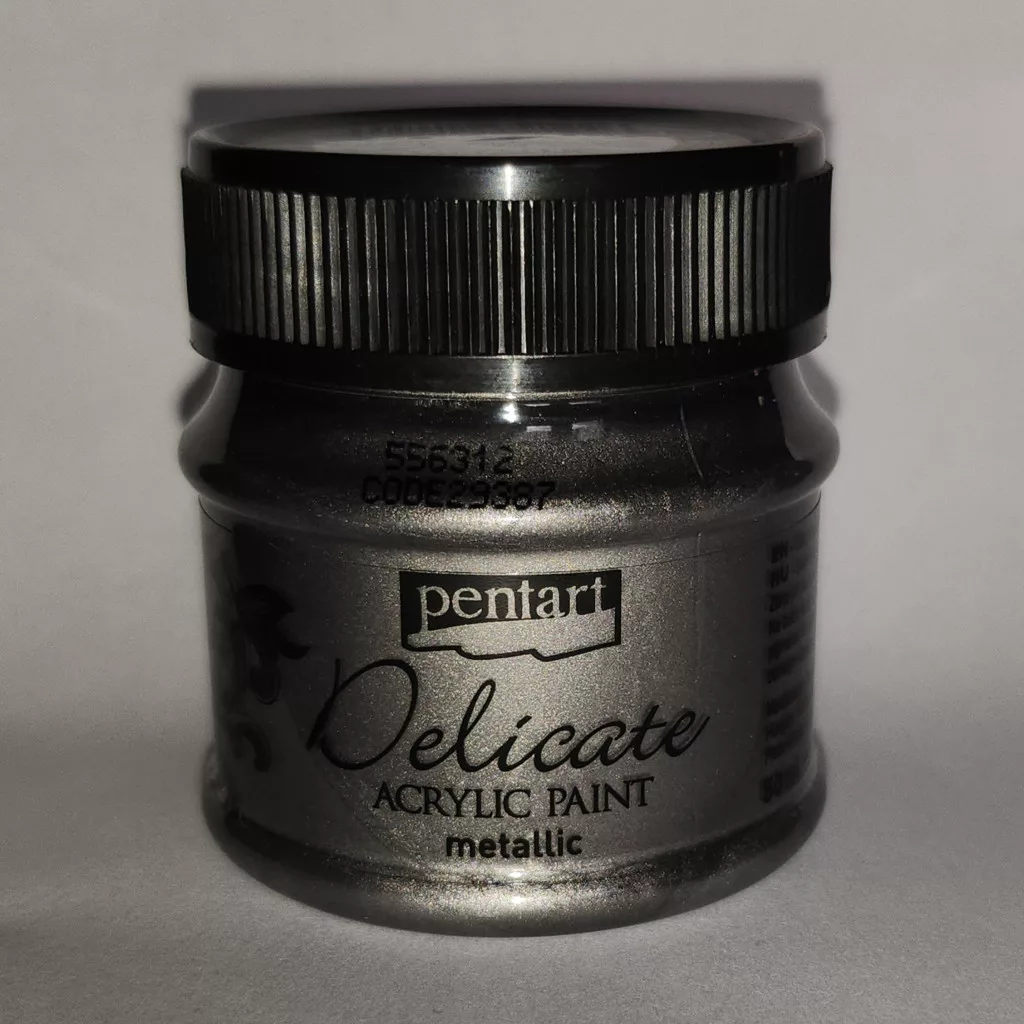 556312
CODE29387
pentart
Delicate
ACRYLIC PAINT
metallic